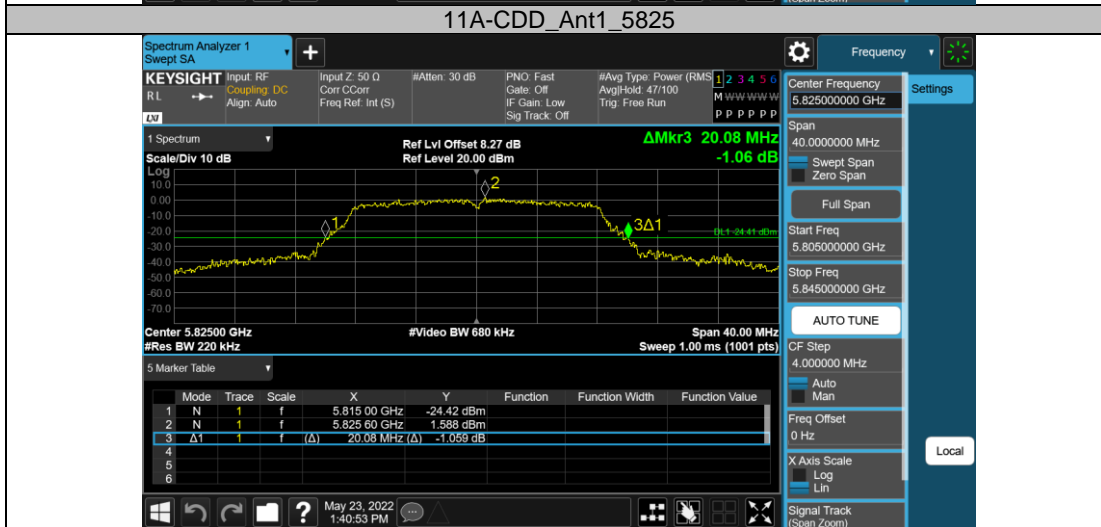 (Span Zoom)
11A-CDD_Ant1_5825
Spectrum Analyzer 1
Swept SA
+
Frequency
KEYSIGHT
Input: RF
Input Z: 50 Ω
#Atten: 30 dB
PNO: Fast
#Avg Type: Power (RMS
1 2 3 4 5 6
RL
Coupling: DC
Corr CCorr
Gate: Off
Avg|Hold: 47/100
M W W W W W
Align: Auto
Freq Ref: Int (S)
IF Gain: Low
Trig: Free Run
P P P P P P
LXI
Sig Track: Off
Center Frequency
5.825000000 GHz
Settings
1 Spectrum
Ref Lvl Offset 8.27 dB
ΔMkr3 20.08 MHz
Scale/Div 10 dB
Ref Level 20.00 dBm
-1.06 dB
Log
10.0
0.00
-10.0
-20.0
-30.0
-40.0
-50.0
-60.0
-70.0
1
2
3Δ1
DL1 -24.41 dBm
Center 5.82500 GHz
#Video BW 680 kHz
Span 40.00 MHz
#Res BW 220 kHz
Sweep 1.00 ms (1001 pts)
Span
40.0000000 MHz
Swept Span
Zero Span
Full Span
Start Freq
5.805000000 GHz
Stop Freq
5.845000000 GHz
AUTO TUNE
CF Step
4.000000 MHz
Auto
Man
Freq Offset
0 Hz
X Axis Scale
Log
Lin
Signal Track
(Span Zoom)
Local
5 Marker Table
Mode Trace Scale X Y Function Function Width Function Value
1 N 1 f 5.815 00 GHz -24.42 dBm
2 N 1 f 5.825 60 GHz 1.588 dBm
3 Δ1 1 f (Δ) 20.08 MHz (Δ) -1.059 dB
4
5
6
?
May 23, 2022
1:40:53 PM